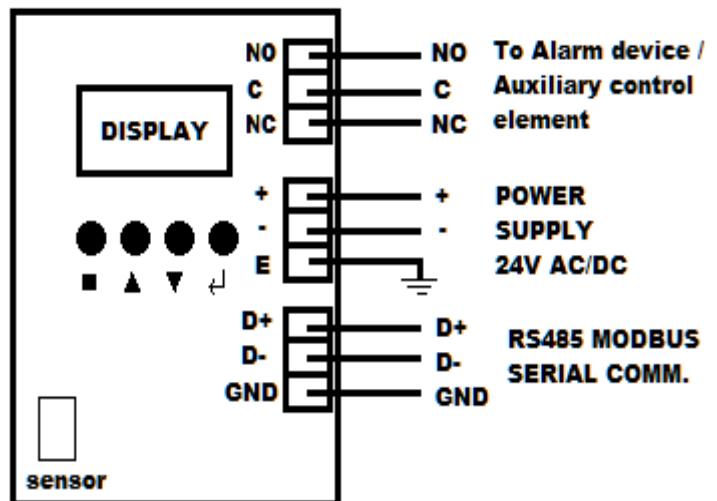 NO NO To Alarm device /
C C Auxiliary control
NC NC element
DISPLAY
+ + POWER
- - SUPPLY
E 24V AC/DC
■ ▲ ▼ ↵
D+ D+ RS485 MODBUS
D- D- SERIAL COMM.
GND GND
sensor